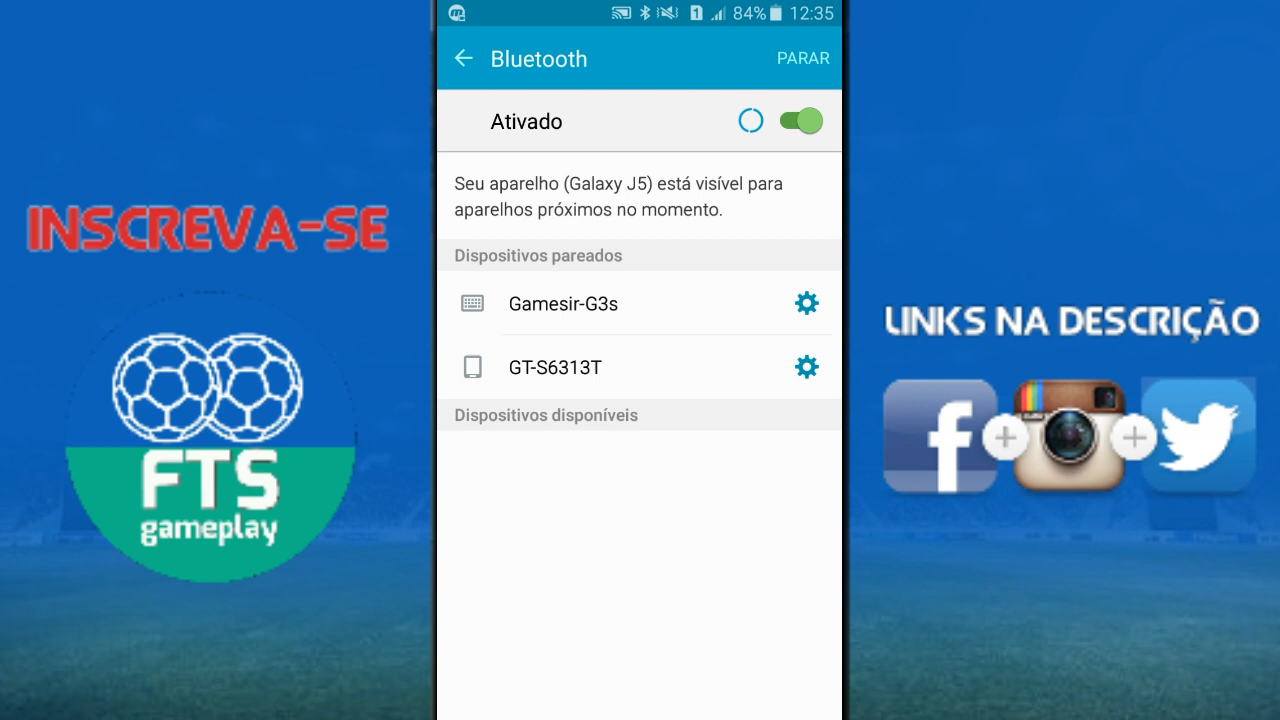 1 84% 12:35
Bluetooth PARAR
Ativado
Seu aparelho (Galaxy J5) está visível para
aparelhos próximos no momento.
Dispositivos pareados
Gamesir-G3s
GT-S6313T
Dispositivos disponíveis
INSCREVA-SE
FTS
gameplay
LINKS NA DESCRIÇÃO